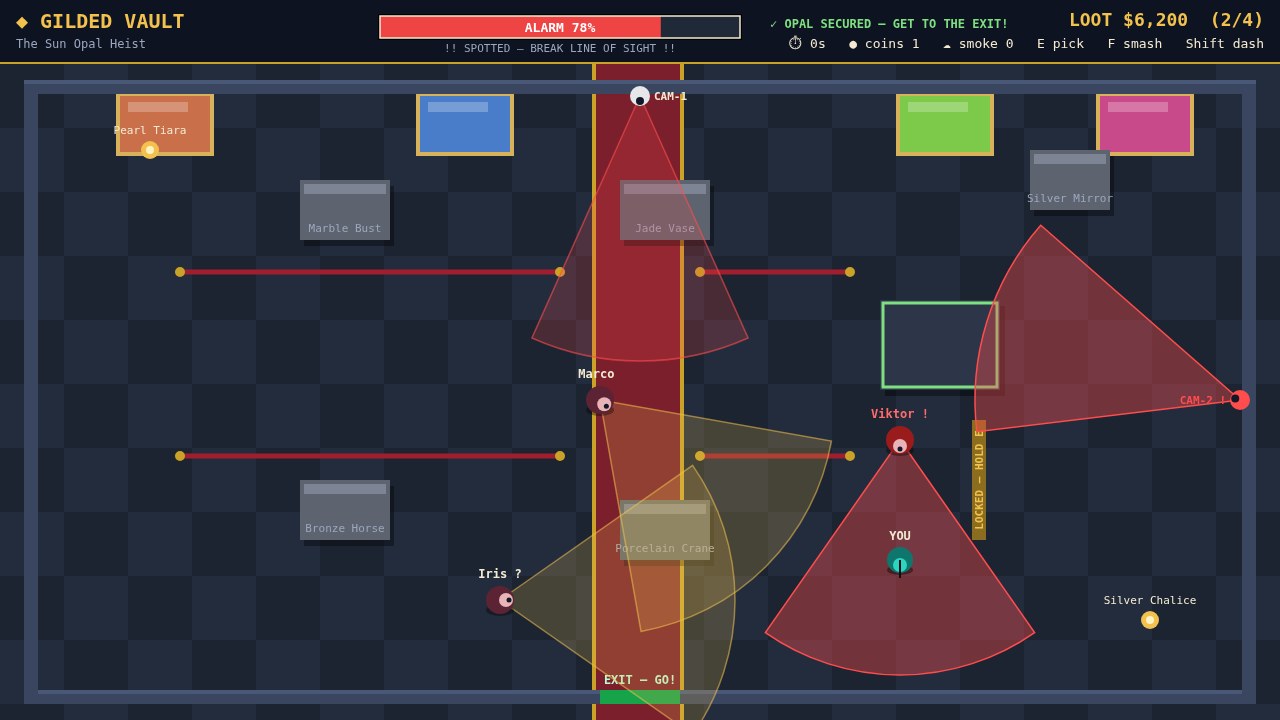 ◆ GILDED VAULT
The Sun Opal Heist
ALARM 78%
!! SPOTTED — BREAK LINE OF SIGHT !!
✓ OPAL SECURED — GET TO THE EXIT!
LOOT $6,200 (2/4)
⏱ 0s ● coins 1 ☁ smoke 0 E pick F smash Shift dash
CAM-1
Pearl Tiara
Silver Mirror
Marble Bust
Jade Vase
Marco
CAM-2 !
Viktor !
LOCKED — HOLD E
Bronze Horse
YOU
Porcelain Crane
Iris ?
Silver Chalice
EXIT — GO!